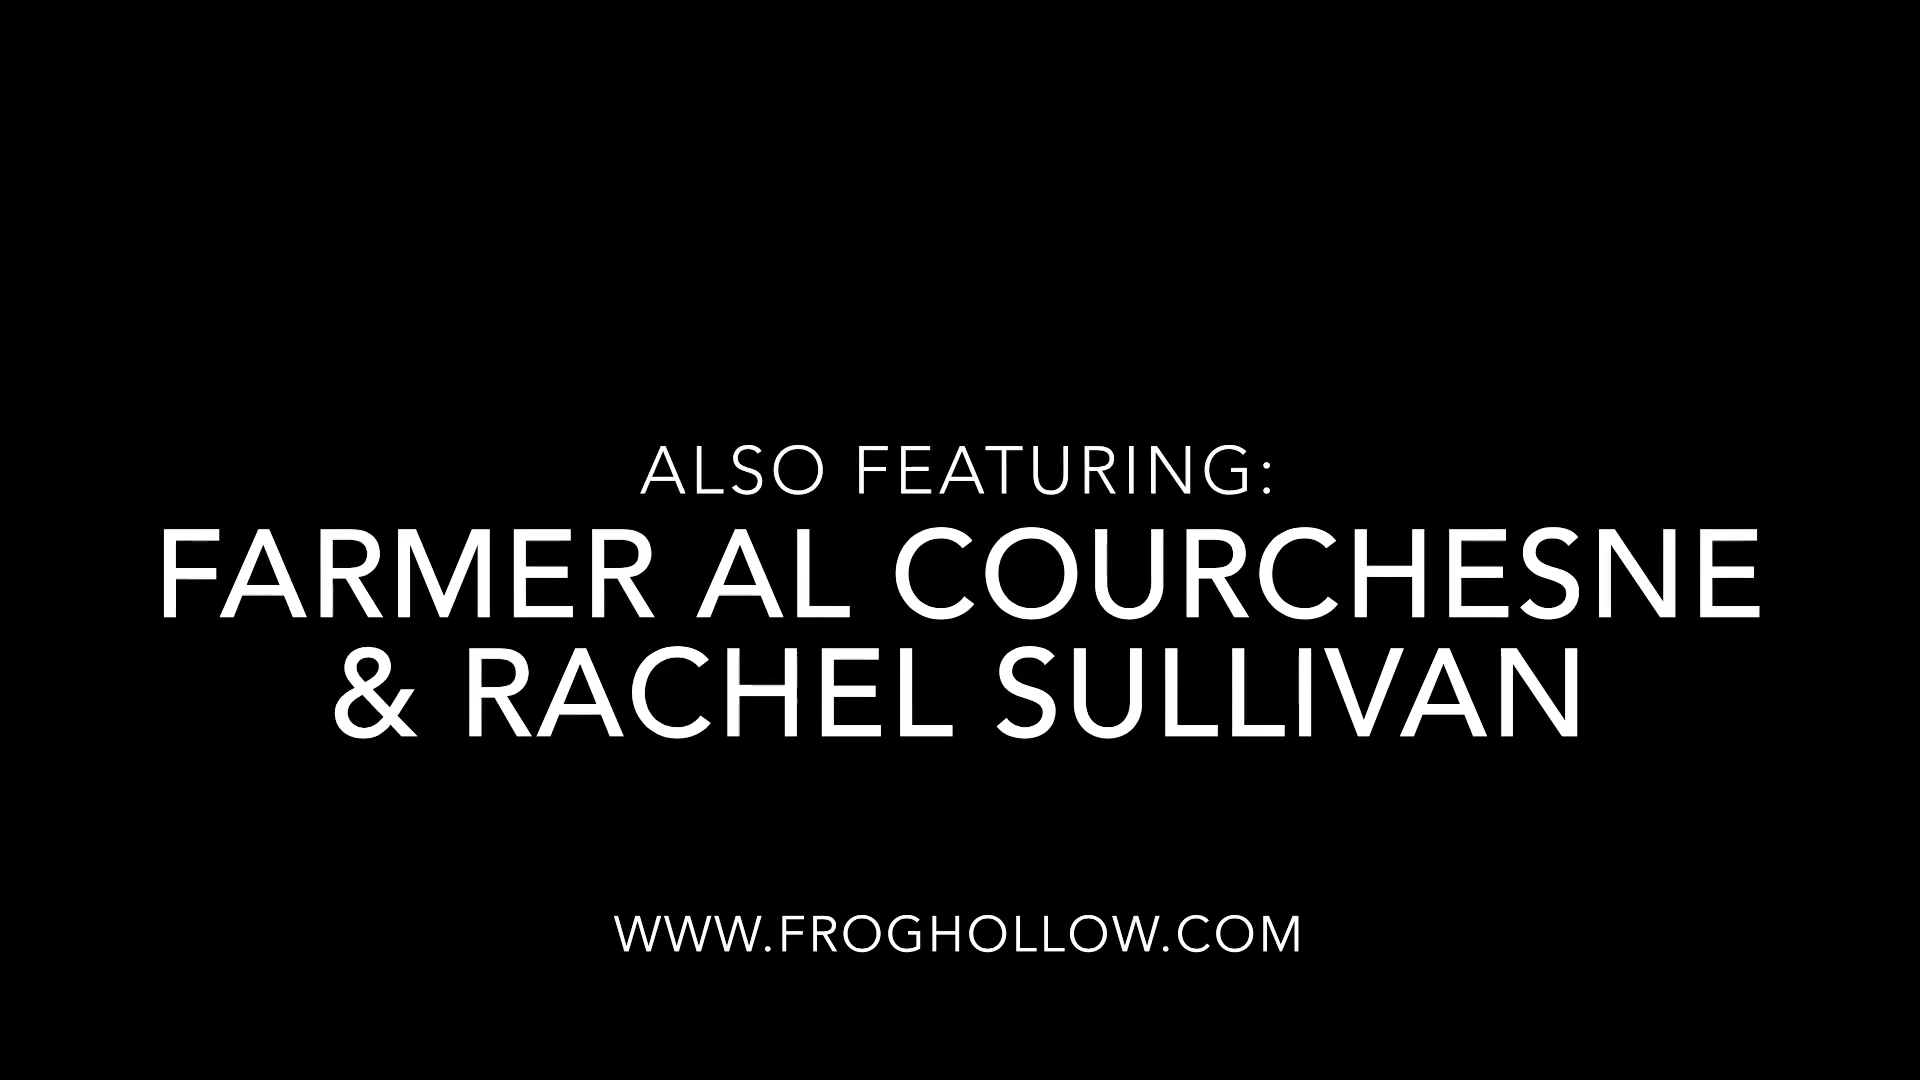 ALSO FEATURING:
FARMER AL COURCHESNE
& RACHEL SULLIVAN
WWW.FROGHOLLOW.COM